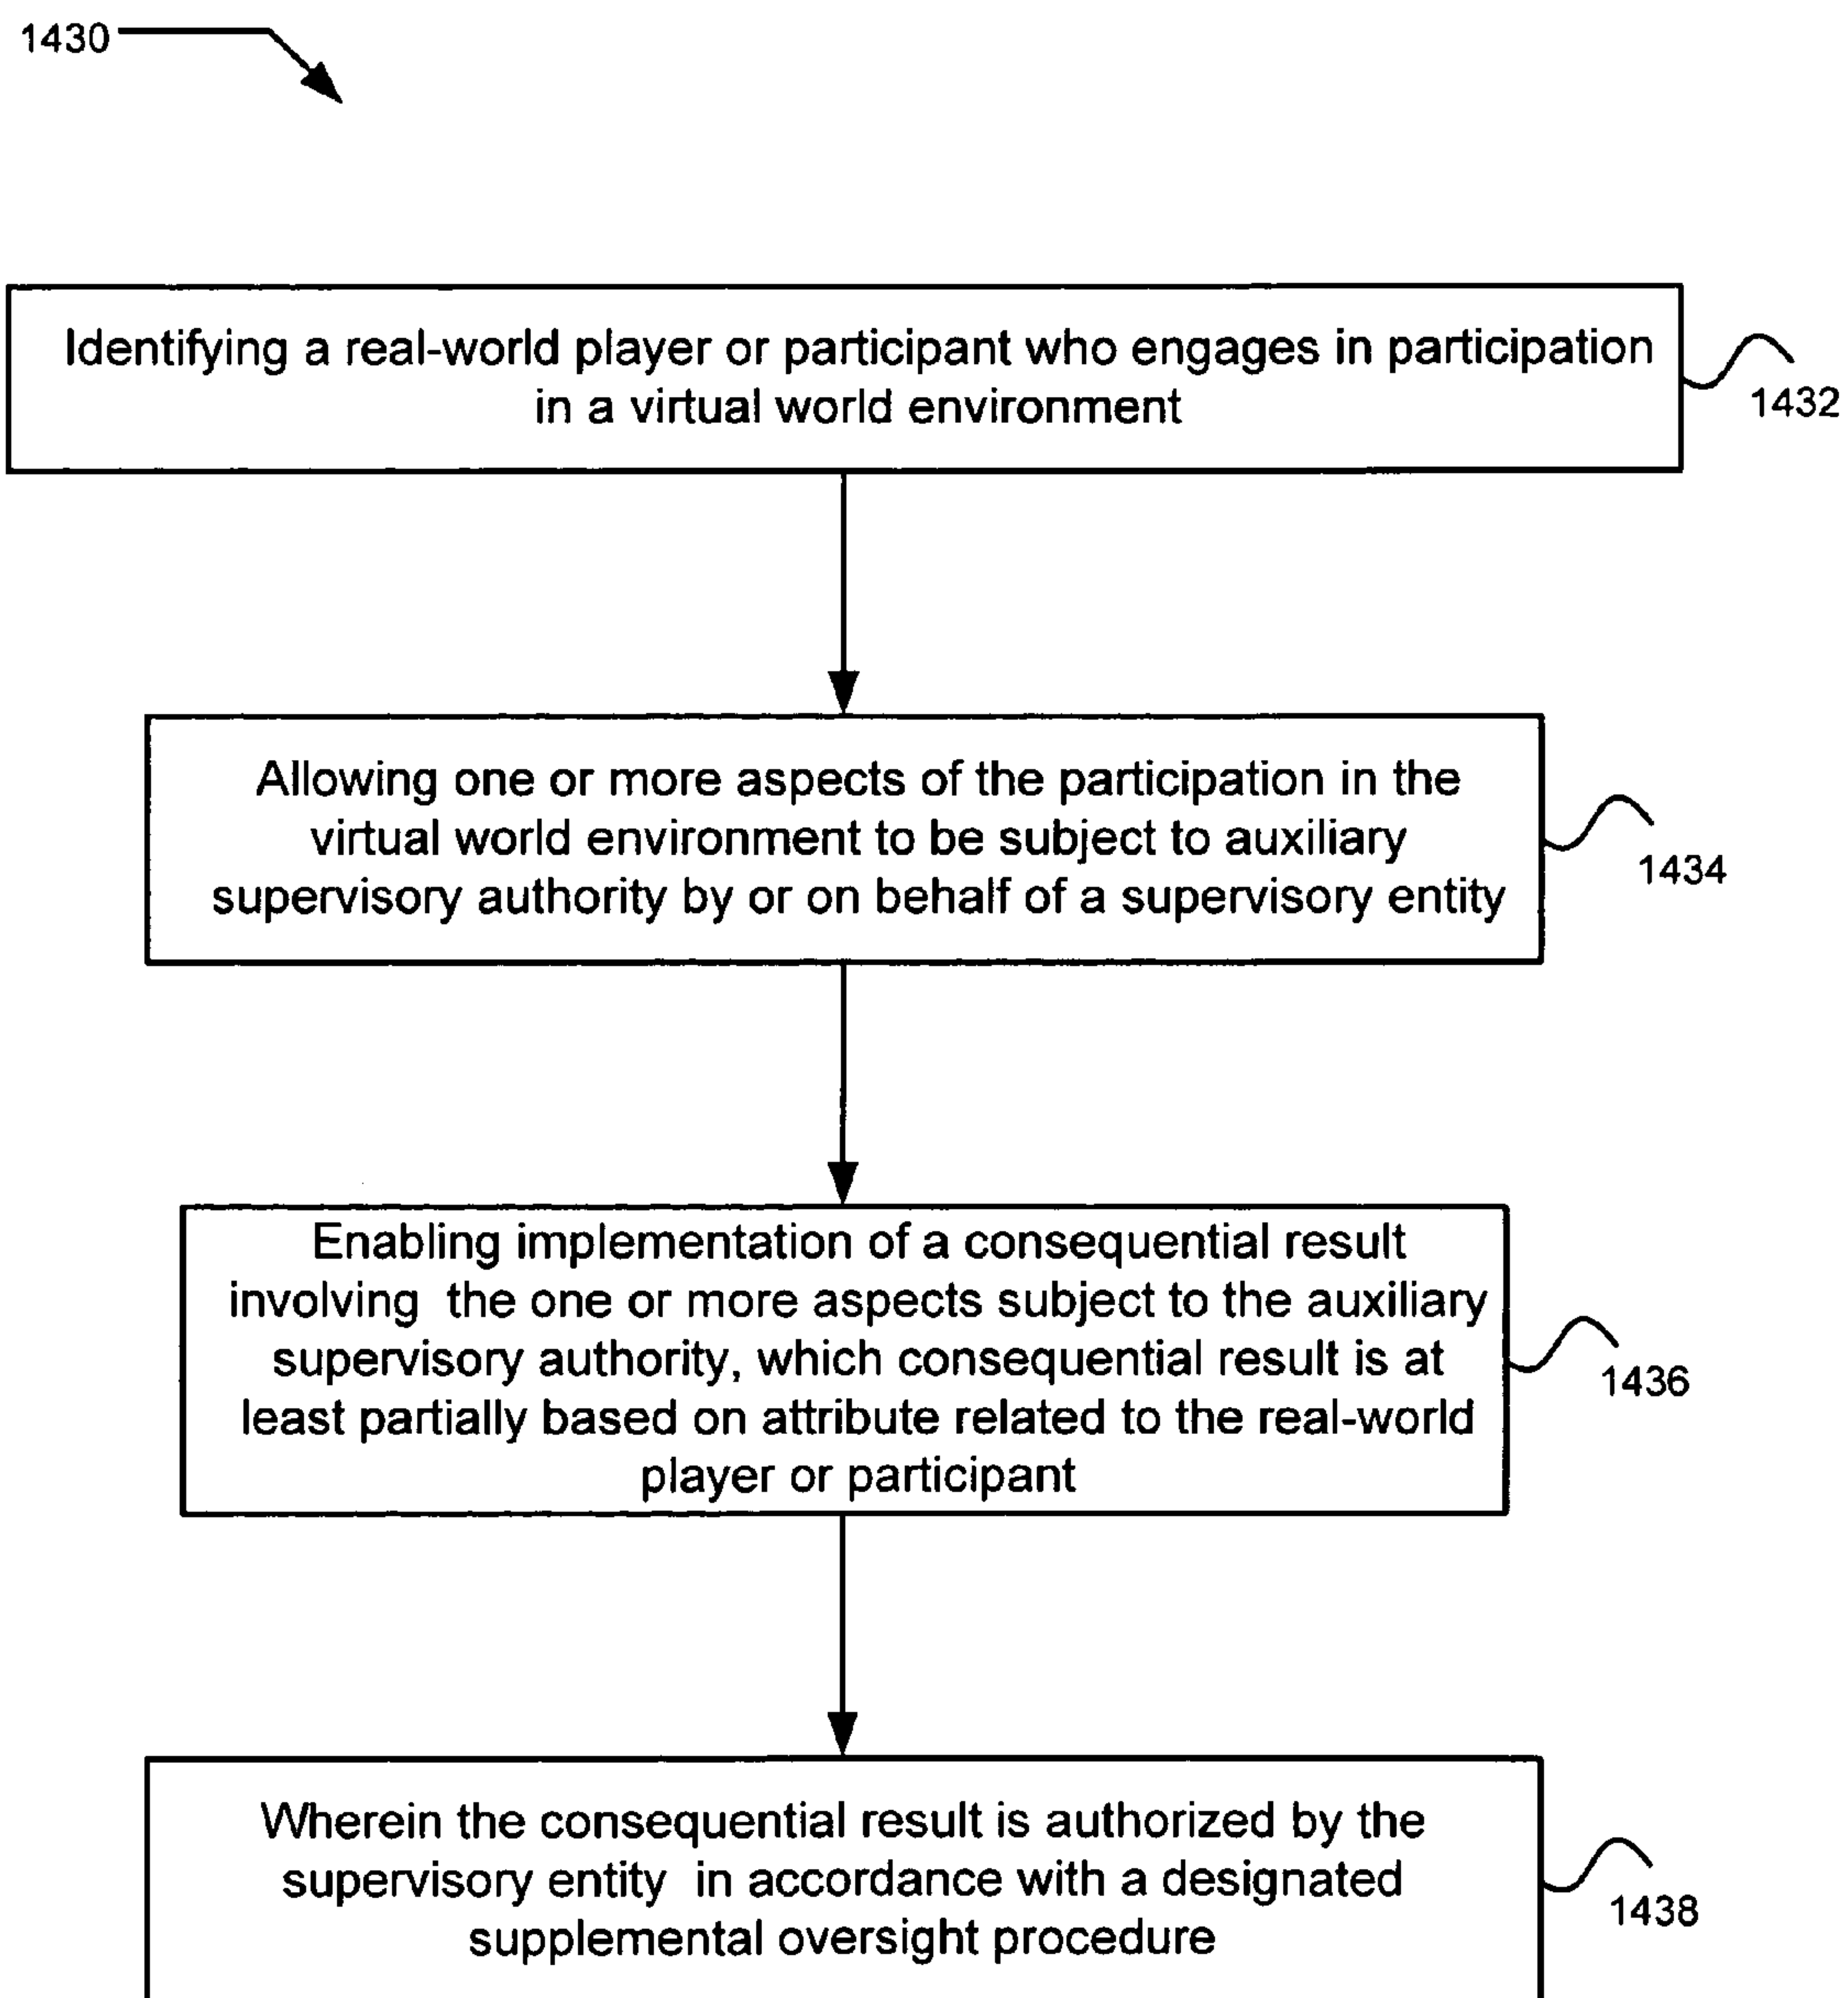 1430
Identifying a real-world player or participant who engages in participation
in a virtual world environment
1432
Allowing one or more aspects of the participation in the
virtual world environment to be subject to auxiliary
supervisory authority by or on behalf of a supervisory entity
1434
Enabling implementation of a consequential result
involving the one or more aspects subject to the auxiliary
supervisory authority, which consequential result is at
least partially based on attribute related to the real-world
player or participant
1436
Wherein the consequential result is authorized by the
supervisory entity in accordance with a designated
supplemental oversight procedure
1438